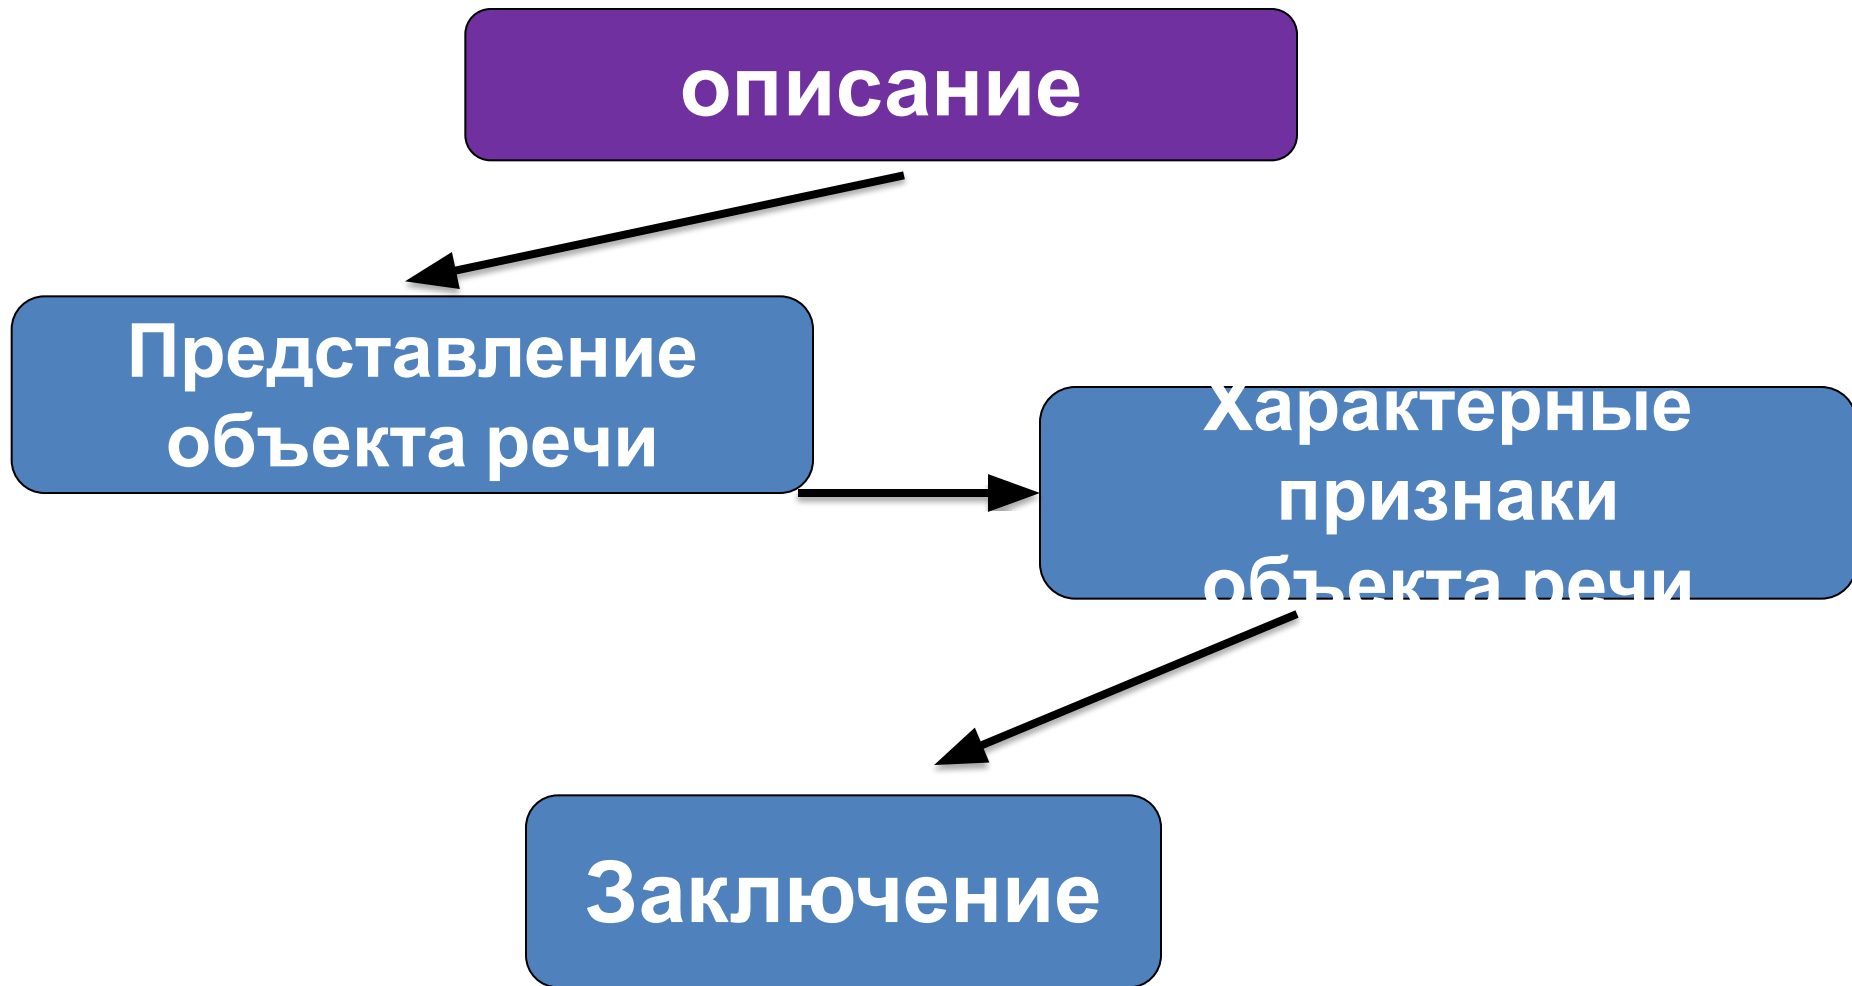 описание
Представление
объекта речи
Характерные
признаки
объекта речи
Заключение